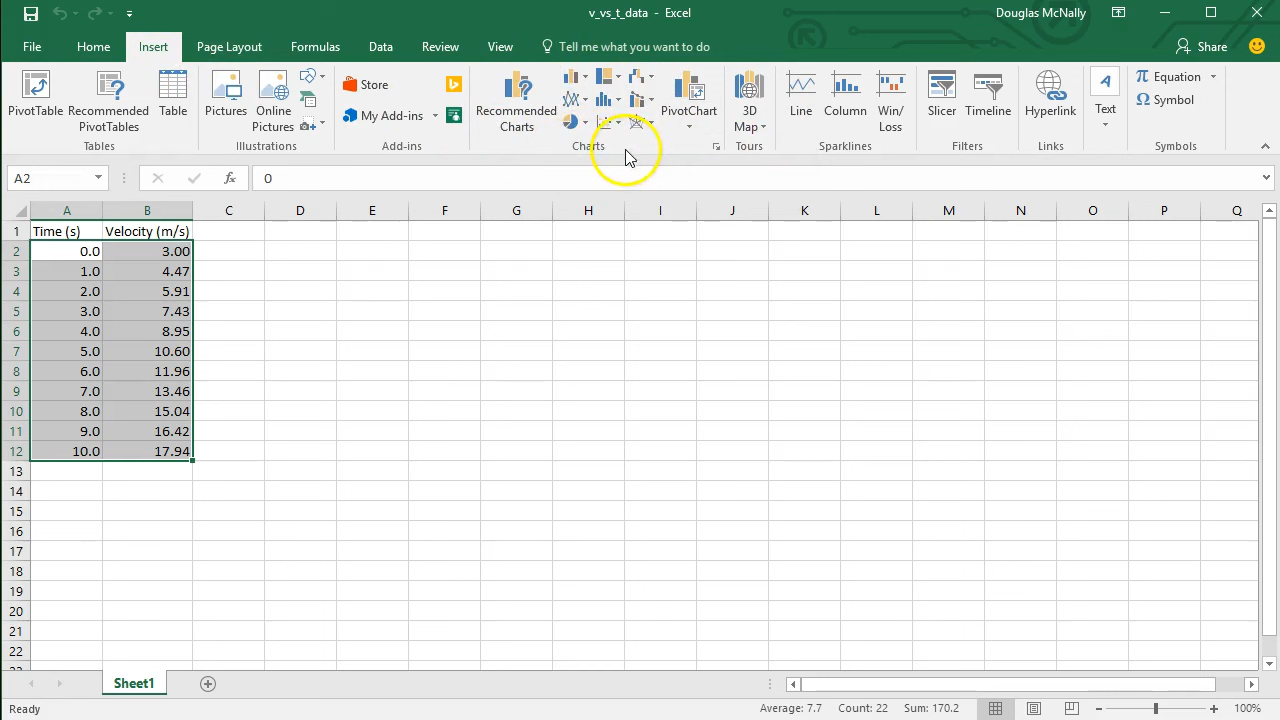 v_vs_t_data - Excel
Douglas McNally
File Home Insert Page Layout Formulas Data Review View Tell me what you want to do Share
PivotTable
Recommended PivotTables
Table
Tables
Pictures
Online Pictures
Illustrations
Store
My Add-ins
Add-ins
Recommended Charts
PivotChart
Charts
3D Map
Tours
Line
Column
Win/Loss
Sparklines
Slicer
Timeline
Filters
Hyperlink
Links
Text
Equation
Symbol
Symbols
A2 fx 0
A B C D E F G H I J K L M N O P Q
1 Time (s) Velocity (m/s)
2 0.0 3.00
3 1.0 4.47
4 2.0 5.91
5 3.0 7.43
6 4.0 8.95
7 5.0 10.60
8 6.0 11.96
9 7.0 13.46
10 8.0 15.04
11 9.0 16.42
12 10.0 17.94
13
14
15
16
17
18
19
20
21
22
Sheet1
Ready Average: 7.7 Count: 22 Sum: 170.2 100%